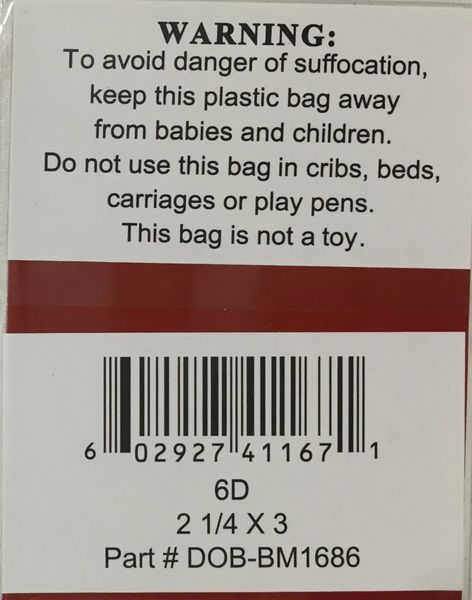 WARNING:
To avoid danger of suffocation,
keep this plastic bag away
from babies and children.
Do not use this bag in cribs, beds,
carriages or play pens.
This bag is not a toy.
6 02927 41167 1
6D
2 1/4 X 3
Part # DOB-BM1686